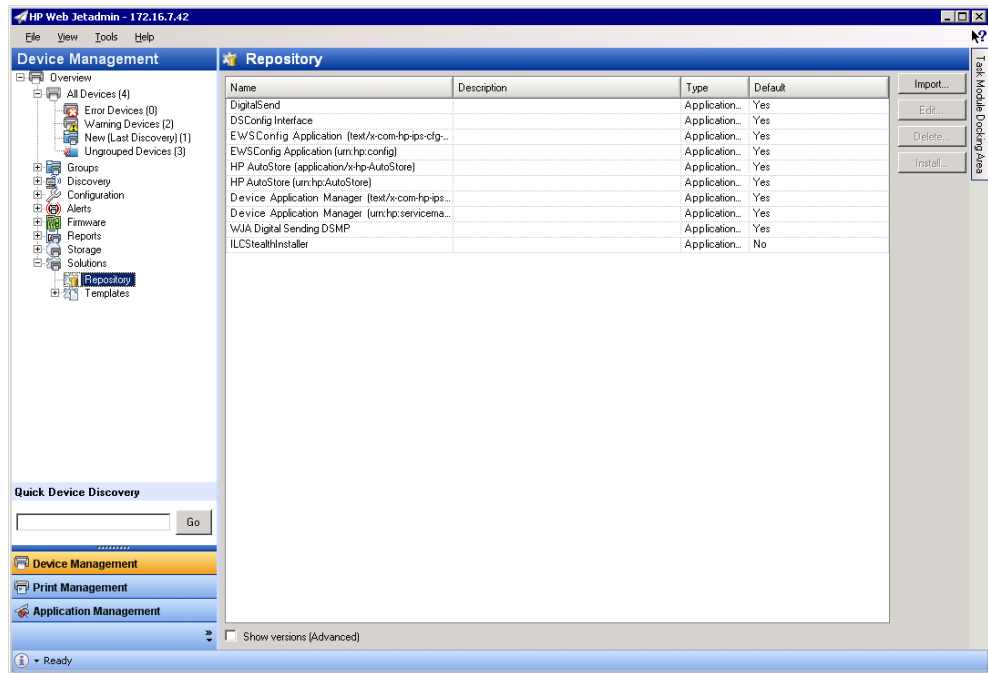 HP Web Jetadmin - 172.16.7.42
File View Tools Help
Device Management
Overview
All Devices (4)
Error Devices (0)
Warning Devices (2)
New (Last Discovery) (1)
Ungrouped Devices (3)
Groups
Discovery
Configuration
Alerts
Firmware
Reports
Storage
Solutions
Repository
Templates
Quick Device Discovery
Go
Device Management
Print Management
Application Management
Repository
Name Description Type Default
DigitalSend Application... Yes
DSConfig Interface Application... Yes
EWSConfig Application (text/x-com-hp-ips-cfg-... Application... Yes
EWSConfig Application (urn:hp:config) Application... Yes
HP AutoStore (application/x-hp-AutoStore) Application... Yes
HP AutoStore (urn:hp:AutoStore) Application... Yes
Device Application Manager (text/x-com-hp-ips... Application... Yes
Device Application Manager (urn:hp:servicema... Application... Yes
WJA Digital Sending DSMP Application... Yes
ILCStealthInstaller Application... No
Show versions (Advanced)
Import...
Edit...
Delete...
Install...
Task Module Docking Area
Ready